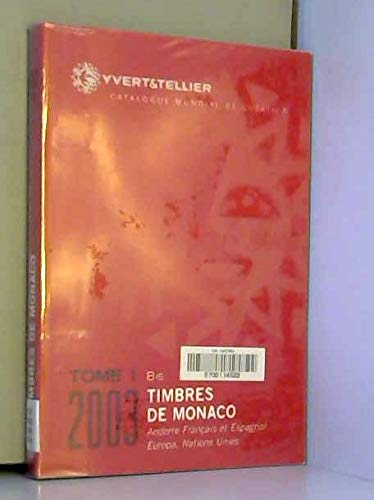 YVERT&TELLIER
CATALOGUE MONDIAL DE COTATION
TOME 1
Bis
2003
TIMBRES
DE MONACO
Andorre Français et Espagnol
Europa, Nations Unies
TIMBRES DE MONACO